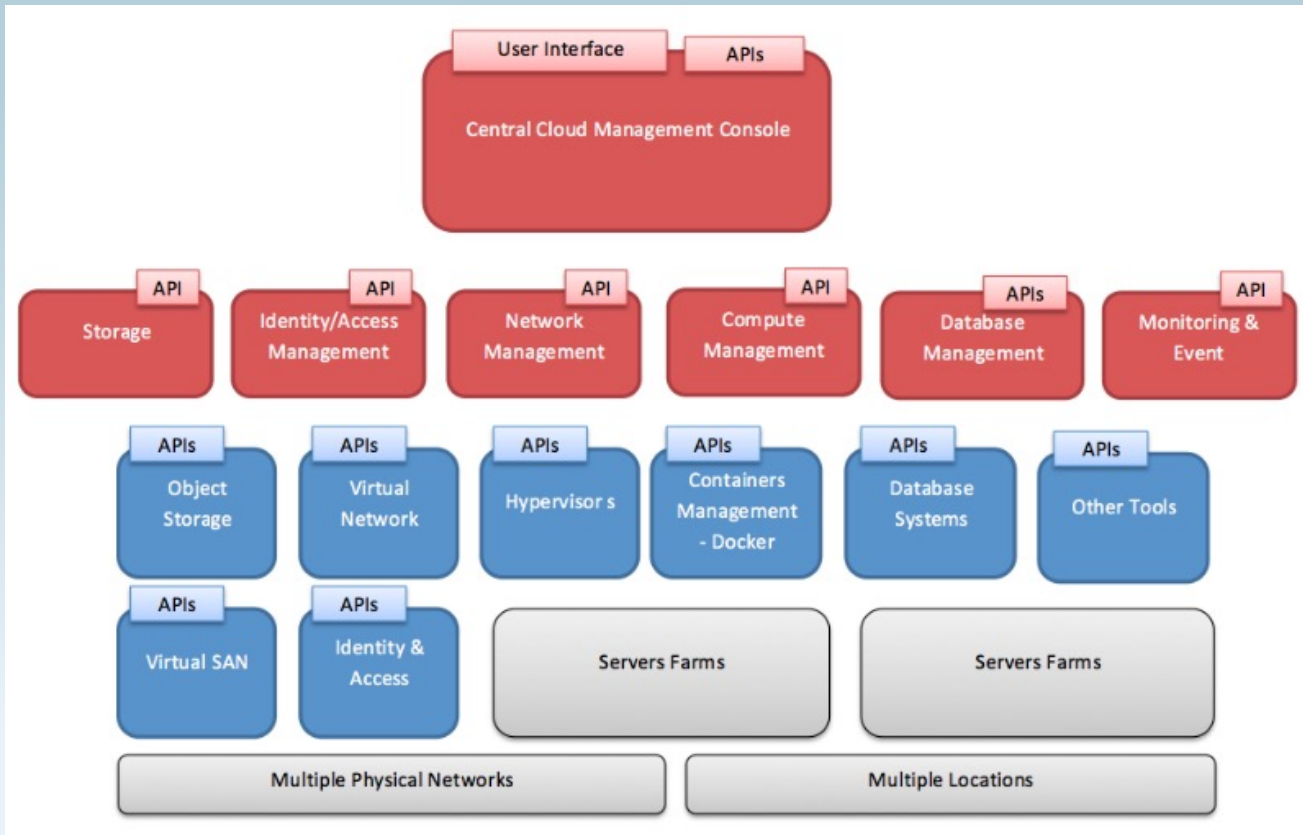 User Interface
APIs
Central Cloud Management Console
API
API
API
API
APIs
API
Storage
Identity/Access
Management
Network
Management
Compute
Management
Database
Management
Monitoring &
Event
APIs
APIs
APIs
APIs
APIs
APIs
Object
Storage
Virtual
Network
Hypervisor s
Containers
Management
- Docker
Database
Systems
Other Tools
APIs
APIs
Virtual SAN
Identity &
Access
Servers Farms
Servers Farms
Multiple Physical Networks
Multiple Locations